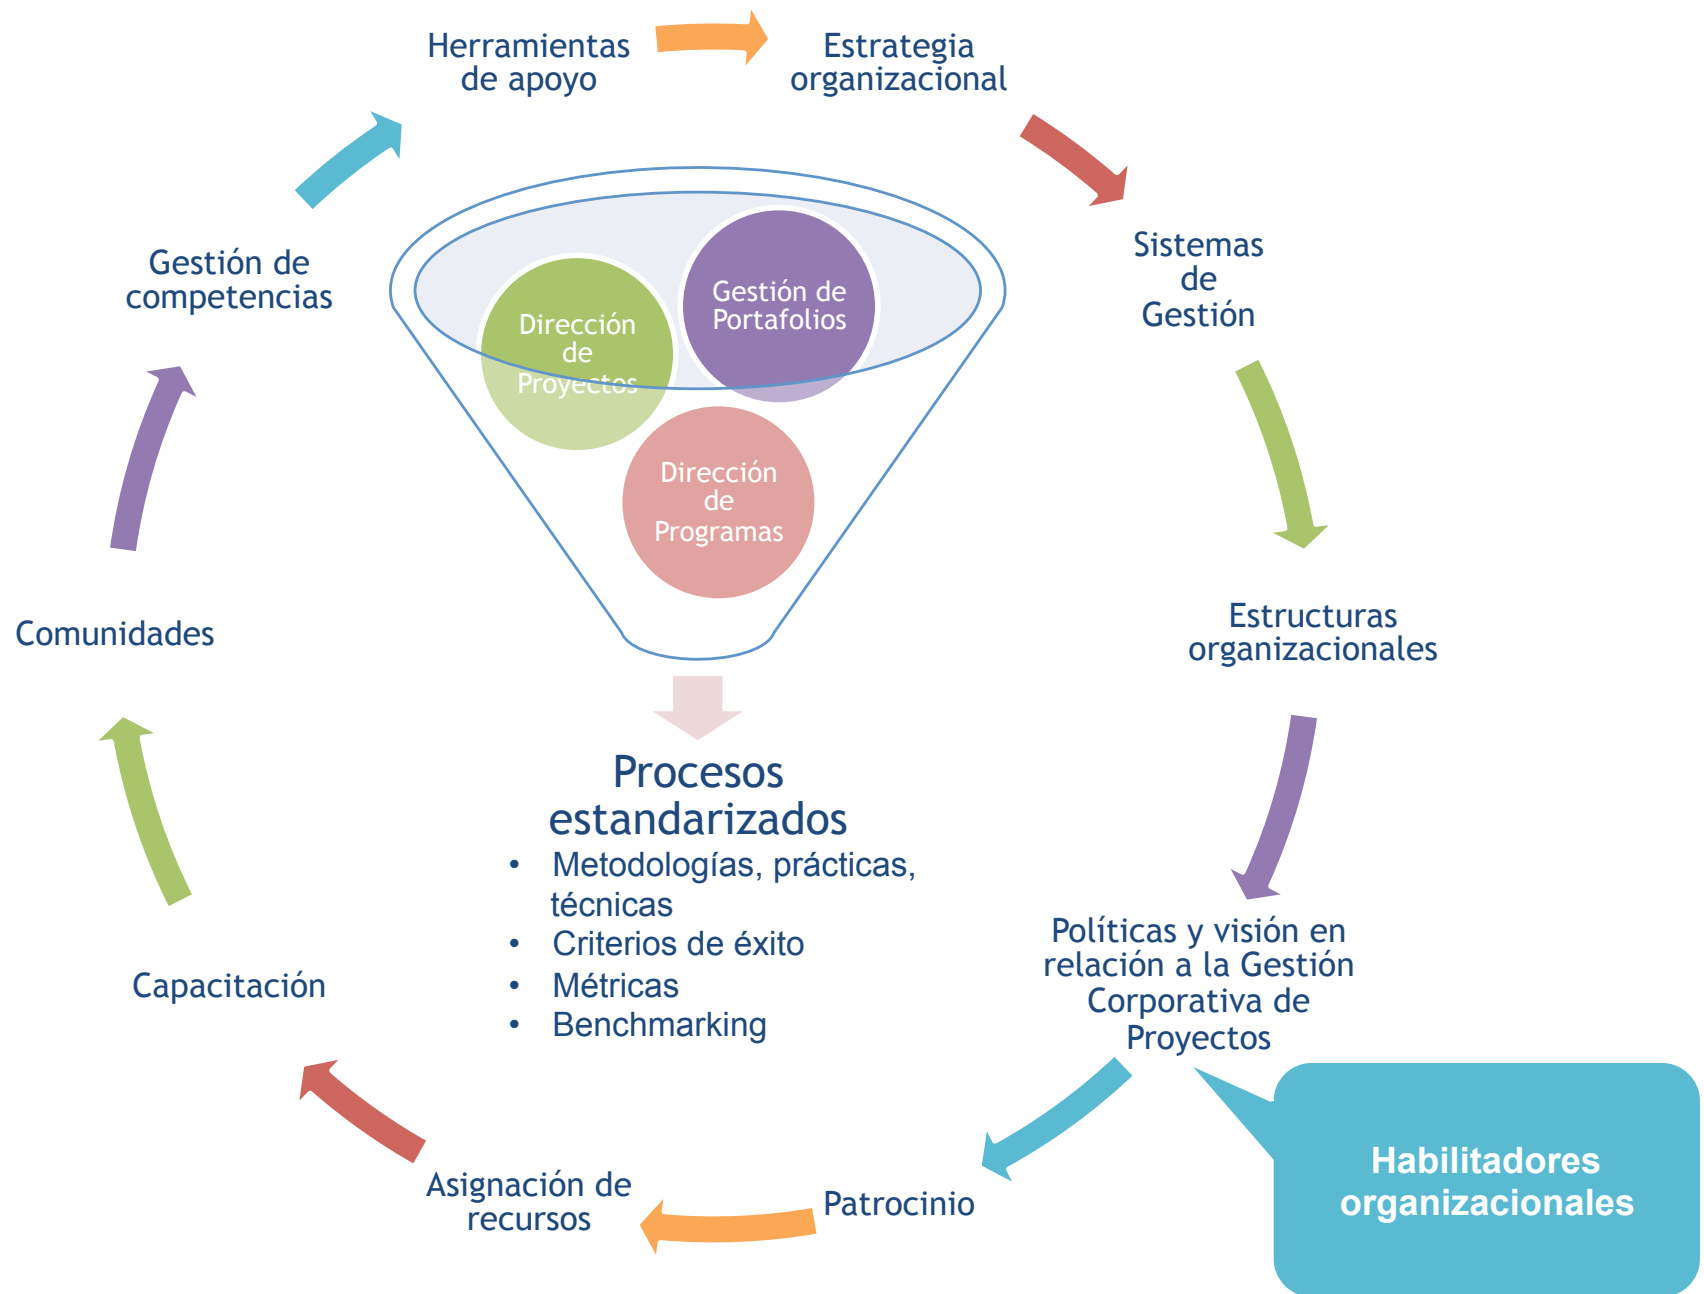 Herramientas
de apoyo
Estrategia
organizacional
Sistemas
de
Gestión
Estructuras
organizacionales
Políticas y visión en
relación a la Gestión
Corporativa de
Proyectos
Habilitadores
organizacionales
Patrocinio
Asignación de
recursos
Capacitación
Comunidades
Gestión de
competencias
Gestión de
Portafolios
Dirección
de
Proyectos
Dirección
de
Programas
Procesos
estandarizados
• Metodologías, prácticas,
técnicas
• Criterios de éxito
• Métricas
• Benchmarking